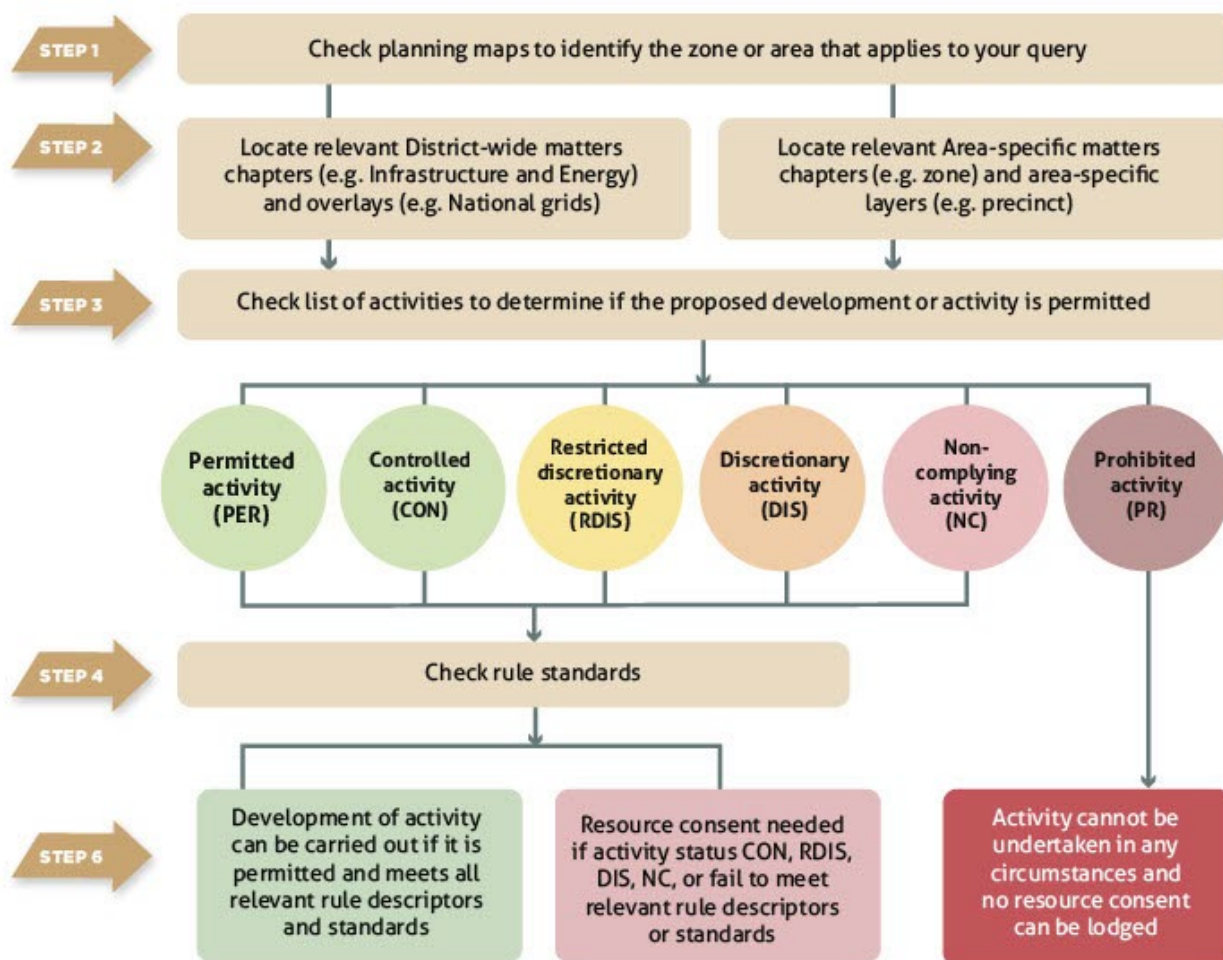 STEP 1
Check planning maps to identify the zone or area that applies to your query
STEP 2
Locate relevant District-wide matters
chapters (e.g. Infrastructure and Energy)
and overlays (e.g. National grids)
Locate relevant Area-specific matters
chapters (e.g. zone) and area-specific
layers (e.g. precinct)
STEP 3
Check list of activities to determine if the proposed development or activity is permitted
Permitted
activity
(PER)
Controlled
activity
(CON)
Restricted
discretionary
activity
(RDIS)
Discretionary
activity
(DIS)
Non-
complying
activity
(NC)
Prohibited
activity
(PR)
STEP 4
Check rule standards
STEP 6
Development of activity
can be carried out if it is
permitted and meets all
relevant rule descriptors
and standards
Resource consent needed
if activity status CON, RDIS,
DIS, NC, or fail to meet
relevant rule descriptors
or standards
Activity cannot be
undertaken in any
circumstances and
no resource consent
can be lodged